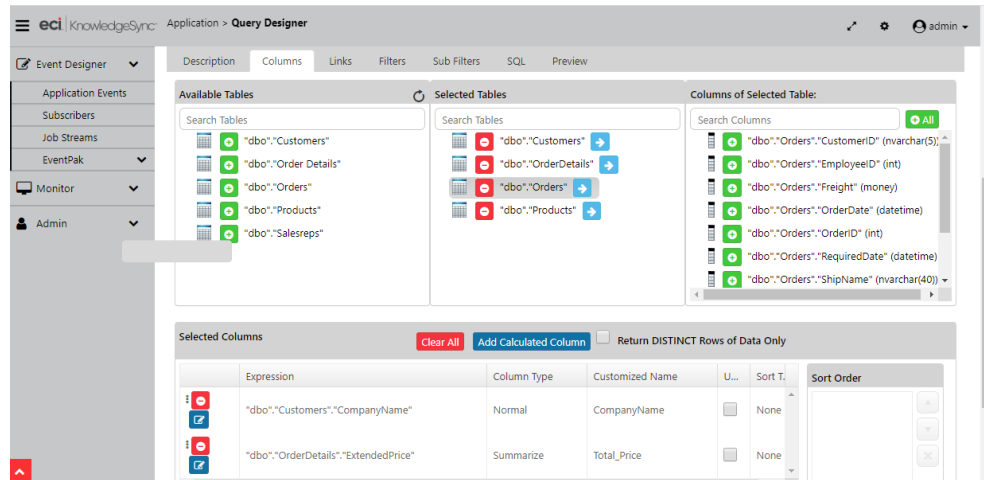 eci KnowledgeSync Application > Query Designer admin
Event Designer
Application Events
Subscribers
Job Streams
EventPak
Monitor
Admin
Description Columns Links Filters Sub Filters SQL Preview
Available Tables
Search Tables
"dbo"."Customers"
"dbo"."Order Details"
"dbo"."Orders"
"dbo"."Products"
"dbo"."Salesreps"
Selected Tables
Search Tables
"dbo"."Customers"
"dbo"."OrderDetails"
"dbo"."Orders"
"dbo"."Products"
Columns of Selected Table:
Search Columns All
"dbo"."Orders"."CustomerID" (nvarchar(5))
"dbo"."Orders"."EmployeeID" (int)
"dbo"."Orders"."Freight" (money)
"dbo"."Orders"."OrderDate" (datetime)
"dbo"."Orders"."OrderID" (int)
"dbo"."Orders"."RequiredDate" (datetime)
"dbo"."Orders"."ShipName" (nvarchar(40))
Selected Columns Clear All Add Calculated Column Return DISTINCT Rows of Data Only
Expression Column Type Customized Name U... Sort T. Sort Order
"dbo"."Customers"."CompanyName" Normal CompanyName None
"dbo"."OrderDetails"."ExtendedPrice" Summarize Total_Price None